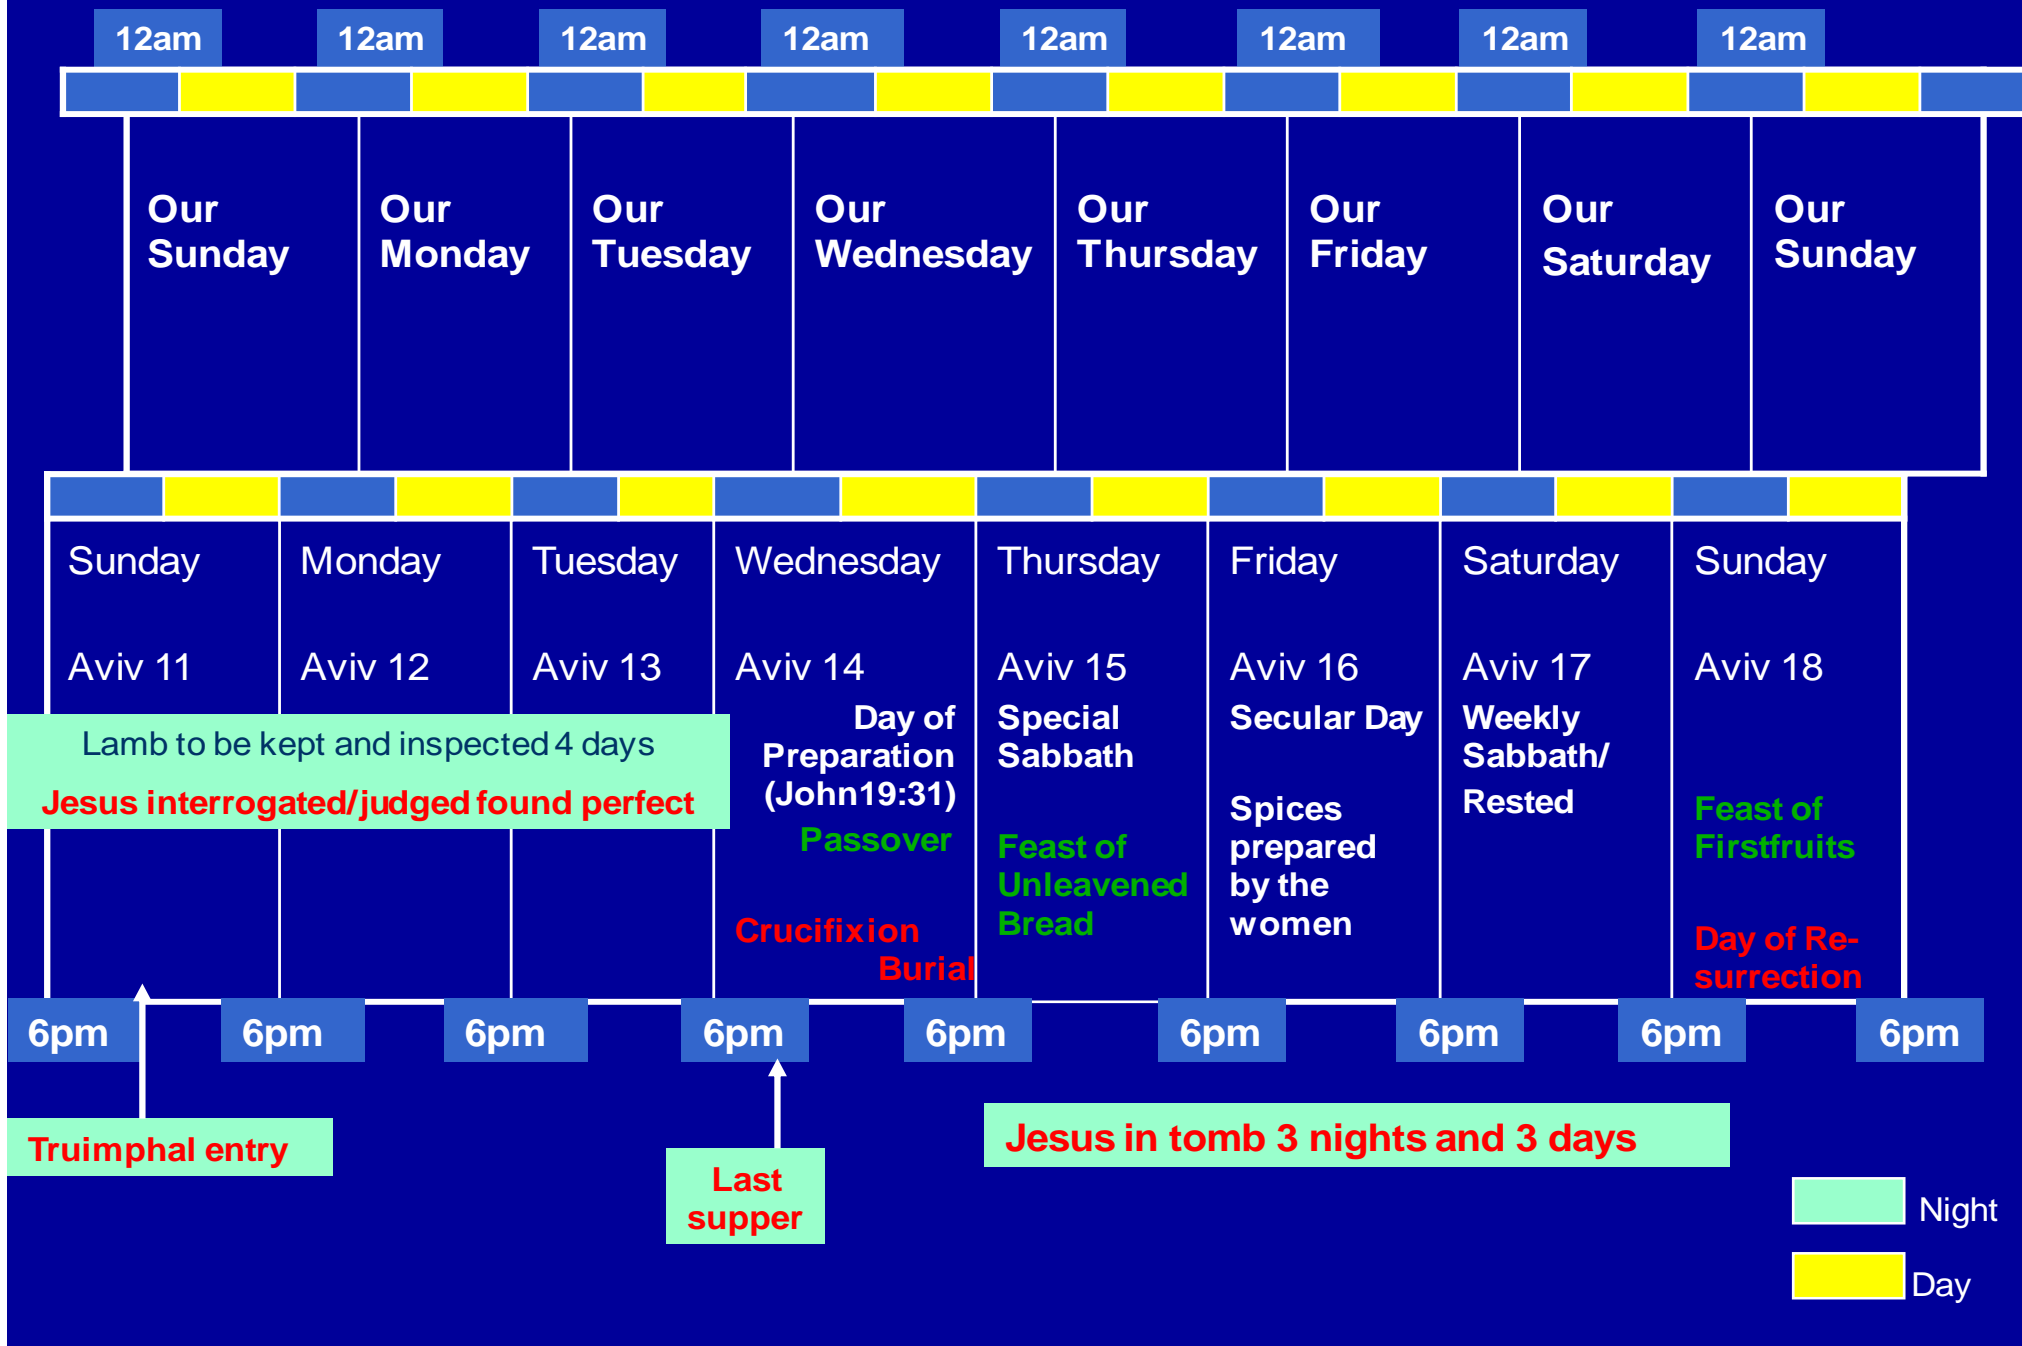 12am 12am 12am 12am 12am 12am 12am 12am
Our
Sunday
Our
Monday
Our
Tuesday
Our
Wednesday
Our
Thursday
Our
Friday
Our
Saturday
Our
Sunday
Sunday
Aviv 11
Monday
Aviv 12
Tuesday
Aviv 13
Lamb to be kept and inspected 4 days
Jesus interrogated/judged found perfect
Wednesday
Aviv 14
Day of
Preparation
(John19:31)
Passover
Crucifixion
Burial
Thursday
Aviv 15
Special
Sabbath
Feast of
Unleavened
Bread
Friday
Aviv 16
Secular Day
Spices
prepared
by the
women
Saturday
Aviv 17
Weekly
Sabbath/
Rested
Sunday
Aviv 18
Feast of
Firstfruits
Day of Re-
surrection
6pm 6pm 6pm 6pm 6pm 6pm 6pm 6pm 6pm
Truimphal entry
Last
supper
Jesus in tomb 3 nights and 3 days
Night
Day